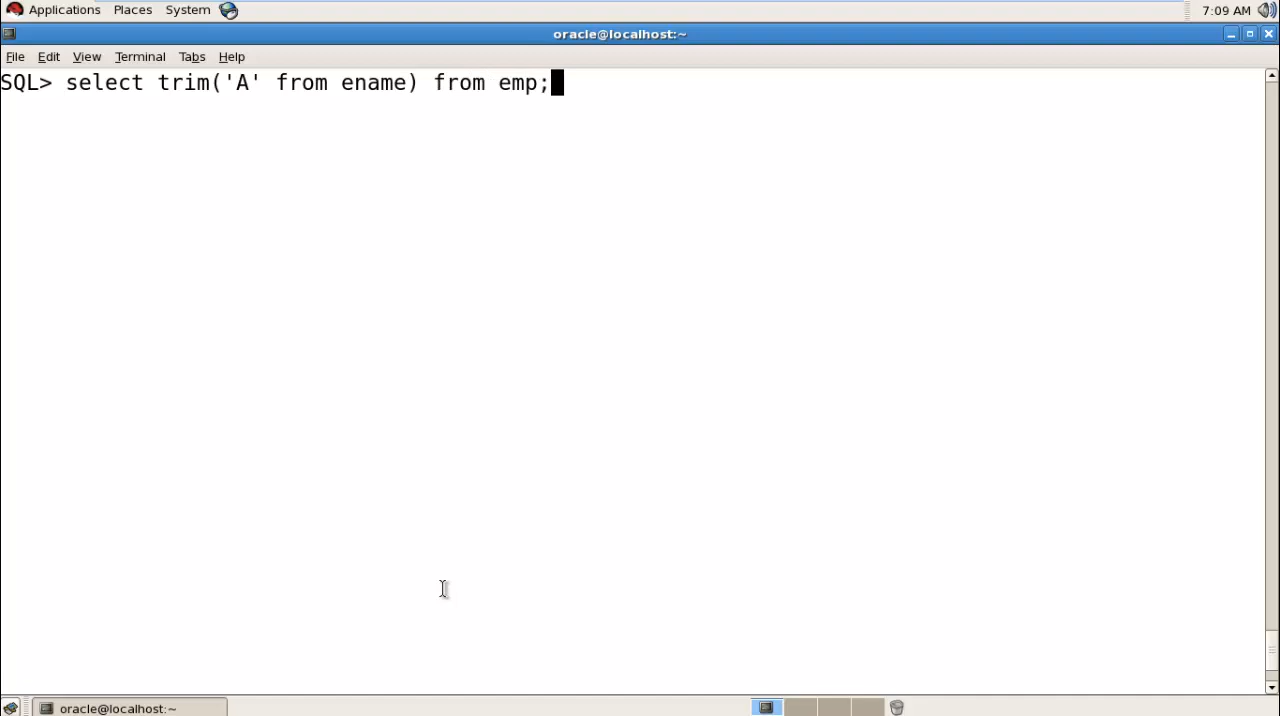 Applications Places System 7:09 AM
oracle@localhost:~
File Edit View Terminal Tabs Help
SQL> select trim('A' from ename) from emp;
oracle@localhost:~